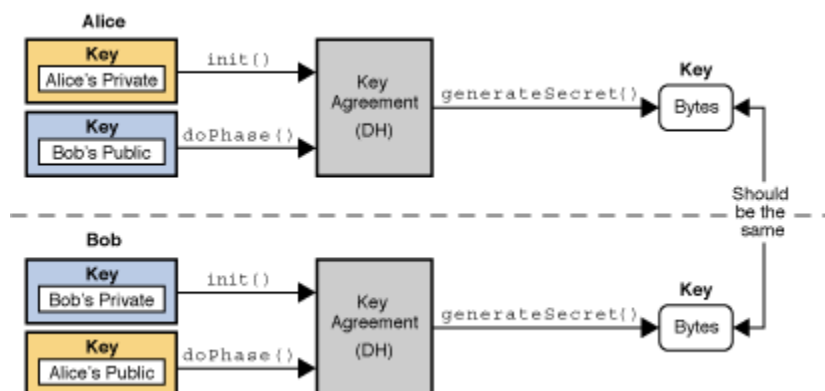 Alice
Key
Alice's Private
init()
Key
Bob's Public
doPhase()
Key
Agreement
(DH)
generateSecret()
Key
Bytes
Should
be the
same
Bob
Key
Bob's Private
init()
Key
Alice's Public
doPhase()
Key
Agreement
(DH)
generateSecret()
Key
Bytes